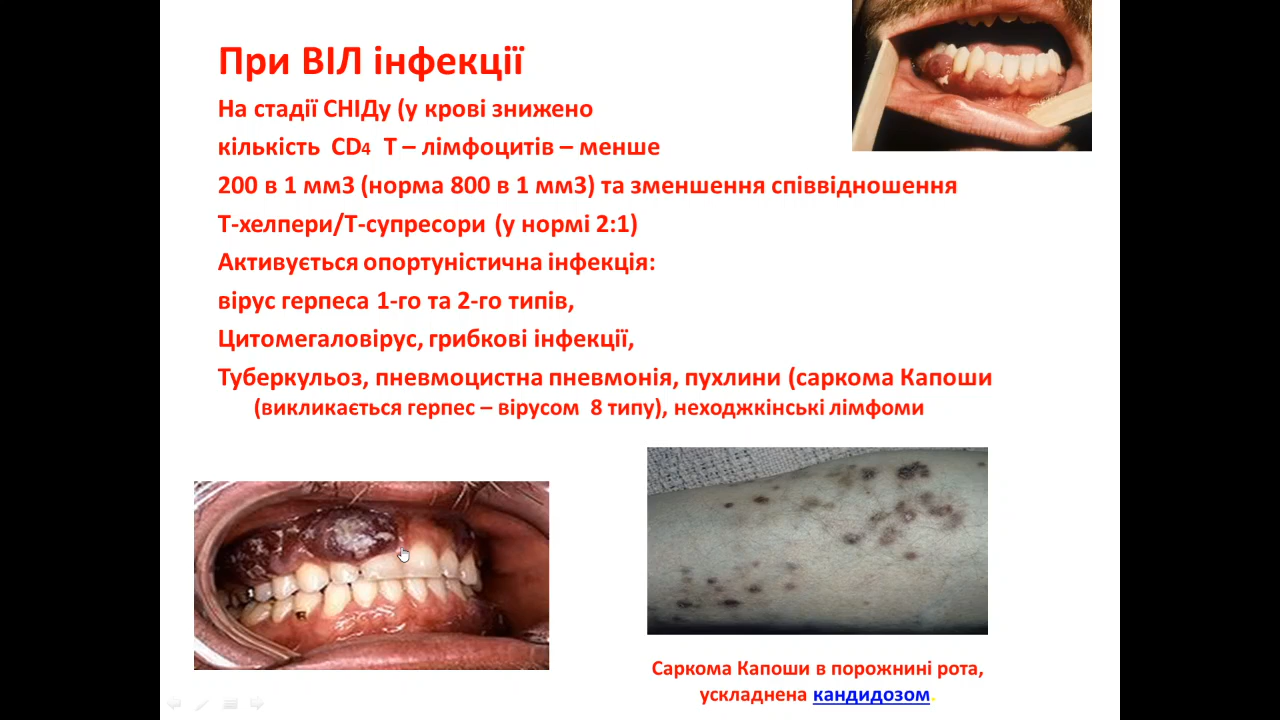 При ВІЛ інфекції
На стадії СНІДу (у крові знижено
кількість CD4 Т – лімфоцитів – менше
200 в 1 мм3 (норма 800 в 1 мм3) та зменшення співвідношення
Т-хелпери/Т-супресори (у нормі 2:1)
Активується опортуністична інфекція:
вірус герпеса 1-го та 2-го типів,
Цитомегаловірус, грибкові інфекції,
Туберкульоз, пневмоцистна пневмонія, пухлини (саркома Капоши
(викликається герпес – вірусом 8 типу), неходжкінські лімфоми
Саркома Капоши в порожнині рота,
ускладнена кандидозом.